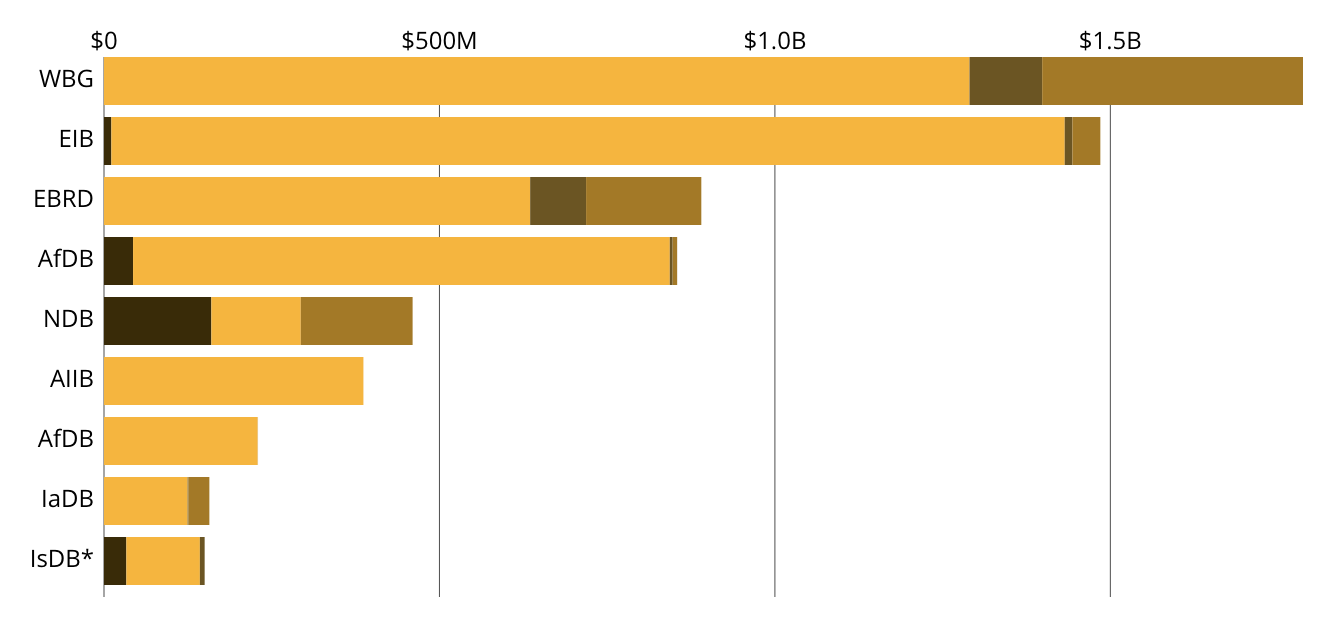 $0 $500M $1.0B $1.5B
WBG
EIB
EBRD
AfDB
NDB
AIIB
AfDB
IaDB
IsDB*